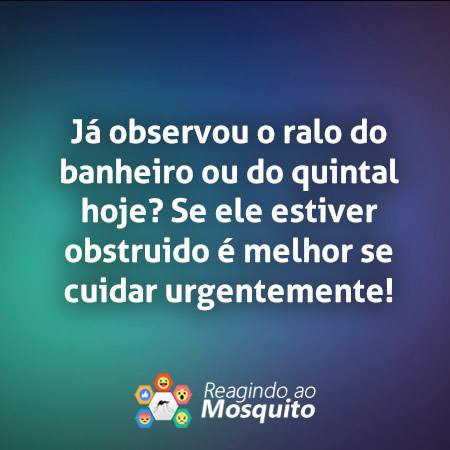 Já observou o ralo do
banheiro ou do quintal
hoje? Se ele estiver
obstruido é melhor se
cuidar urgentemente!
Reagindo ao
Mosquito